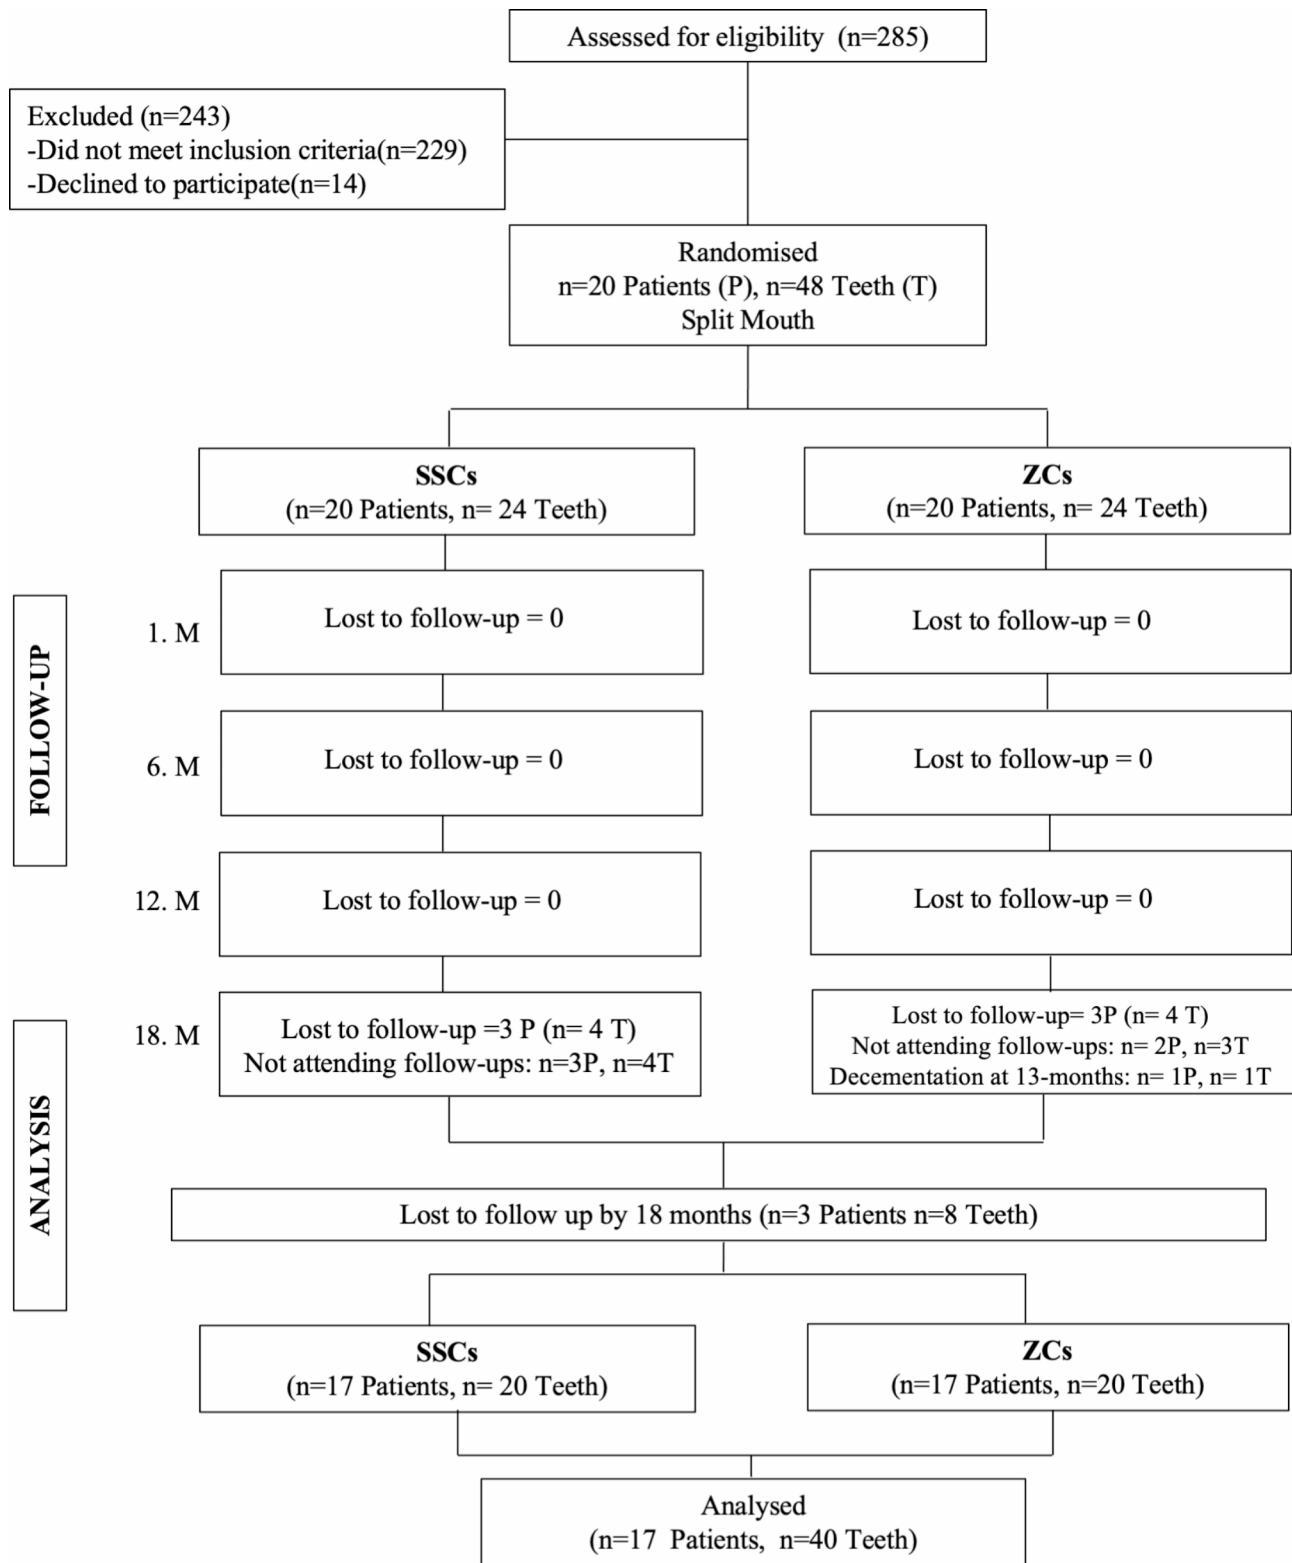 Assessed for eligibility (n=285)
Excluded (n=243)
-Did not meet inclusion criteria(n=229)
-Declined to participate(n=14)
Randomised
n=20 Patients (P), n=48 Teeth (T)
Split Mouth
SSCs
(n=20 Patients, n= 24 Teeth)
ZCs
(n=20 Patients, n= 24 Teeth)
FOLLOW-UP
1. M
Lost to follow-up = 0
Lost to follow-up = 0
6. M
Lost to follow-up = 0
Lost to follow-up = 0
12. M
Lost to follow-up = 0
Lost to follow-up = 0
ANALYSIS
18. M
Lost to follow-up =3 P (n= 4 T)
Not attending follow-ups: n=3P, n=4T
Lost to follow-up= 3P (n= 4 T)
Not attending follow-ups: n= 2P, n=3T
Decementation at 13-months: n= 1P, n= 1T
Lost to follow up by 18 months (n=3 Patients n=8 Teeth)
SSCs
(n=17 Patients, n= 20 Teeth)
ZCs
(n=17 Patients, n=20 Teeth)
Analysed
(n=17 Patients, n=40 Teeth)